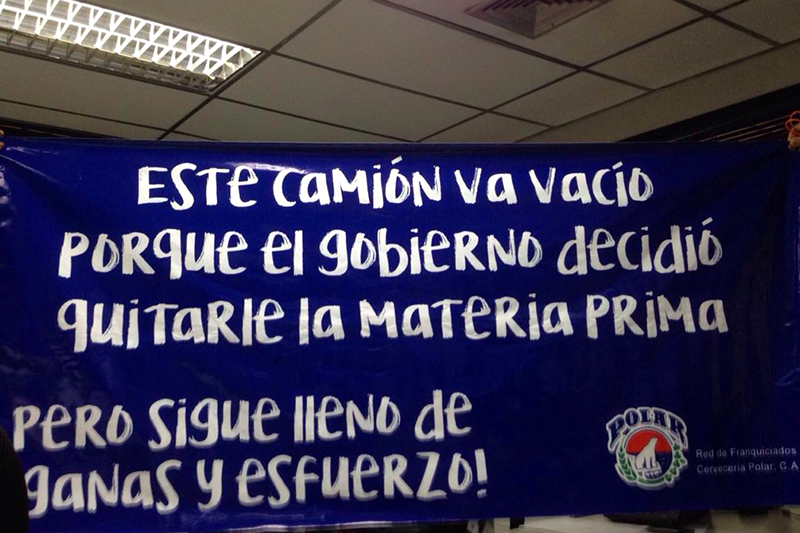 ESTE CAMIÓN VA VACÍO
PORQUE EL GOBIERNO DECIDIÓ
QUITARLE LA MATERIA PRIMA
PERO SIGUE LLENO DE
GANAS Y ESFUERZO!
POLAR
Red de Franquiciados
Cervecería Polar, C.A